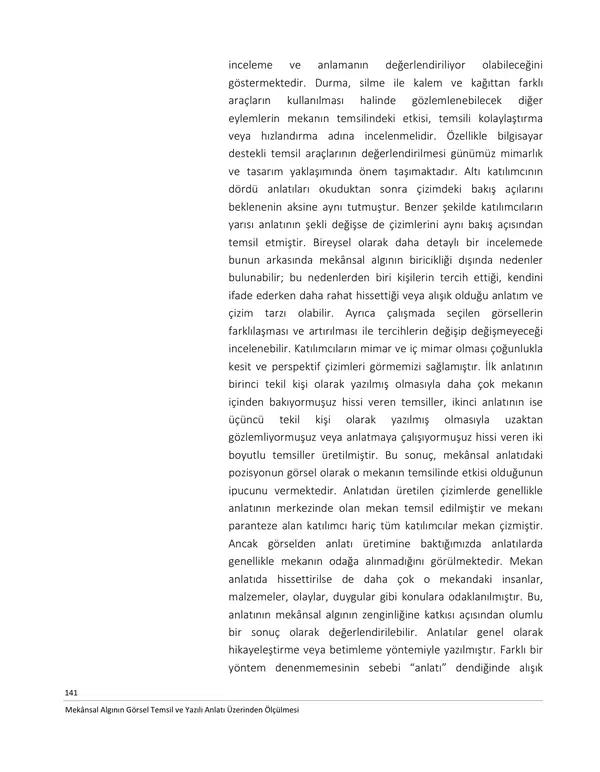 inceleme ve anlamanın değerlendiriliyor olabileceğini
göstermektedir. Durma, silme ile kalem ve kağıttan farklı
araçların kullanılması halinde gözlemlenebilecek diğer
eylemlerin mekanın temsilindeki etkisi, temsili kolaylaştırma
veya hızlandırma adına incelenmelidir. Özellikle bilgisayar
destekli temsil araçlarının değerlendirilmesi günümüz mimarlık
ve tasarım yaklaşımında önem taşımaktadır. Altı katılımcının
dördü anlatıları okuduktan sonra çizimdeki bakış açılarını
beklenenin aksine aynı tutmuştur. Benzer şekilde katılımcıların
yarısı anlatının şekli değişse de çizimlerini aynı bakış açısından
temsil etmiştir. Bireysel olarak daha detaylı bir incelemede
bunun arkasında mekânsal algının biricikliği dışında nedenler
bulunabilir; bu nedenlerden biri kişilerin tercih ettiği, kendini
ifade ederken daha rahat hissettiği veya alışık olduğu anlatım ve
çizim tarzı olabilir. Ayrıca çalışmada seçilen görsellerin
farklılaşması ve artırılması ile tercihlerin değişip değişmeyeceği
incelenebilir. Katılımcıların mimar ve iç mimar olması çoğunlukla
kesit ve perspektif çizimleri görmemizi sağlamıştır. İlk anlatının
birinci tekil kişi olarak yazılmış olmasıyla daha çok mekanın
içinden bakıyormuşuz hissi veren temsiller, ikinci anlatının ise
üçüncü tekil kişi olarak yazılmış olmasıyla uzaktan
gözlemliyormuşuz veya anlatmaya çalışıyormuşuz hissi veren iki
boyutlu temsiller üretilmiştir. Bu sonuç, mekânsal anlatıdaki
pozisyonun görsel olarak o mekanın temsilinde etkisi olduğunun
ipucunu vermektedir. Anlatıdan üretilen çizimlerde genellikle
anlatının merkezinde olan mekan temsil edilmiştir ve mekanı
paranteze alan katılımcı hariç tüm katılımcılar mekan çizmiştir.
Ancak görselden anlatı üretimine baktığımızda anlatılarda
genellikle mekanın odağa alınmadığını görülmektedir. Mekan
anlatıda hissettirilse de daha çok o mekandaki insanlar,
malzemeler, olaylar, duygular gibi konulara odaklanılmıştır. Bu,
anlatının mekânsal algının zenginliğine katkısı açısından olumlu
bir sonuç olarak değerlendirilebilir. Anlatılar genel olarak
hikayeleştirme veya betimleme yöntemiyle yazılmıştır. Farklı bir
yöntem denenmemesinin sebebi “anlatı” dendiğinde alışık
141
Mekânsal Algının Görsel Temsil ve Yazılı Anlatı Üzerinden Ölçülmesi